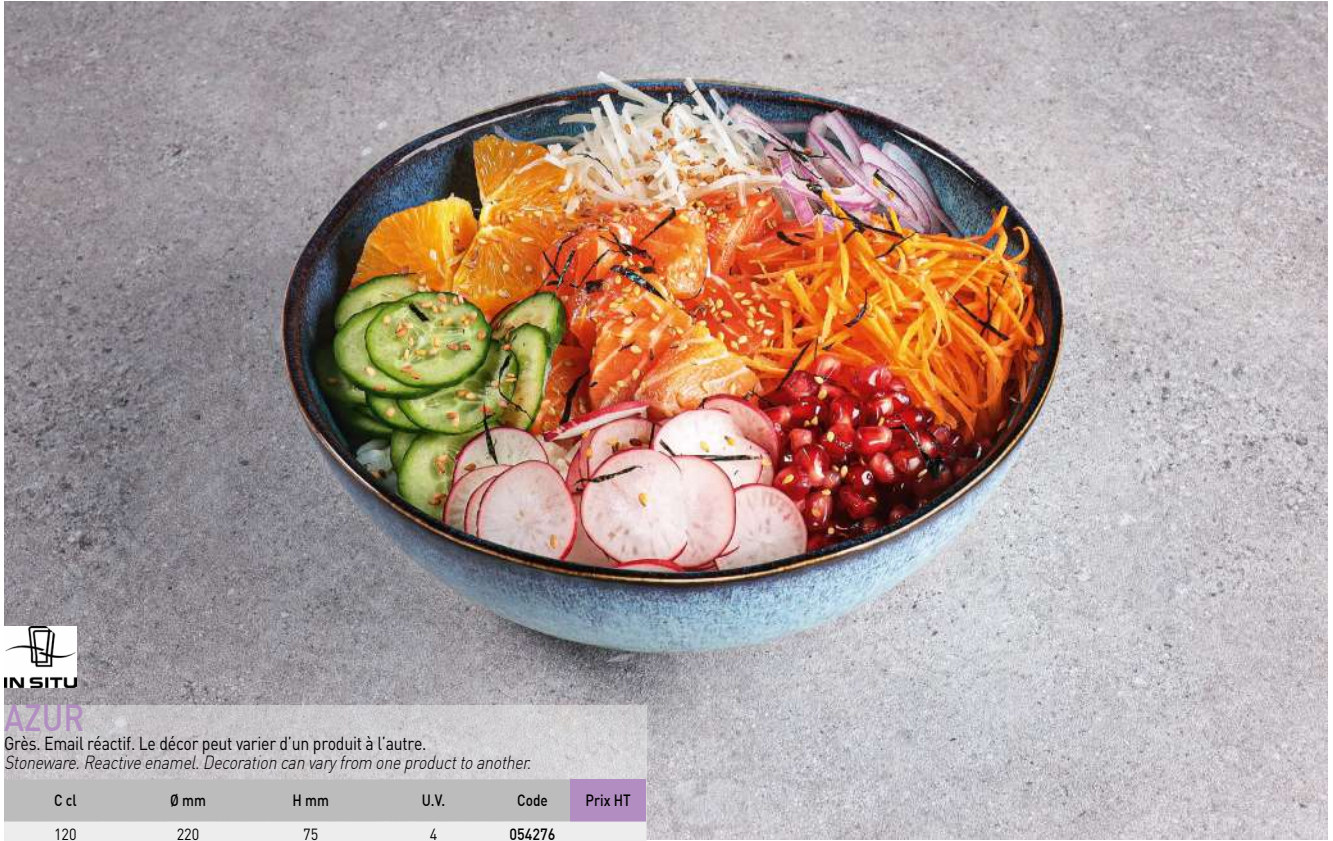 IN SITU
AZUR
Grès. Email réactif. Le décor peut varier d’un produit à l’autre.
Stoneware. Reactive enamel. Decoration can vary from one product to another.
C cl Ø mm H mm U.V. Code Prix HT
120 220 75 4 054276